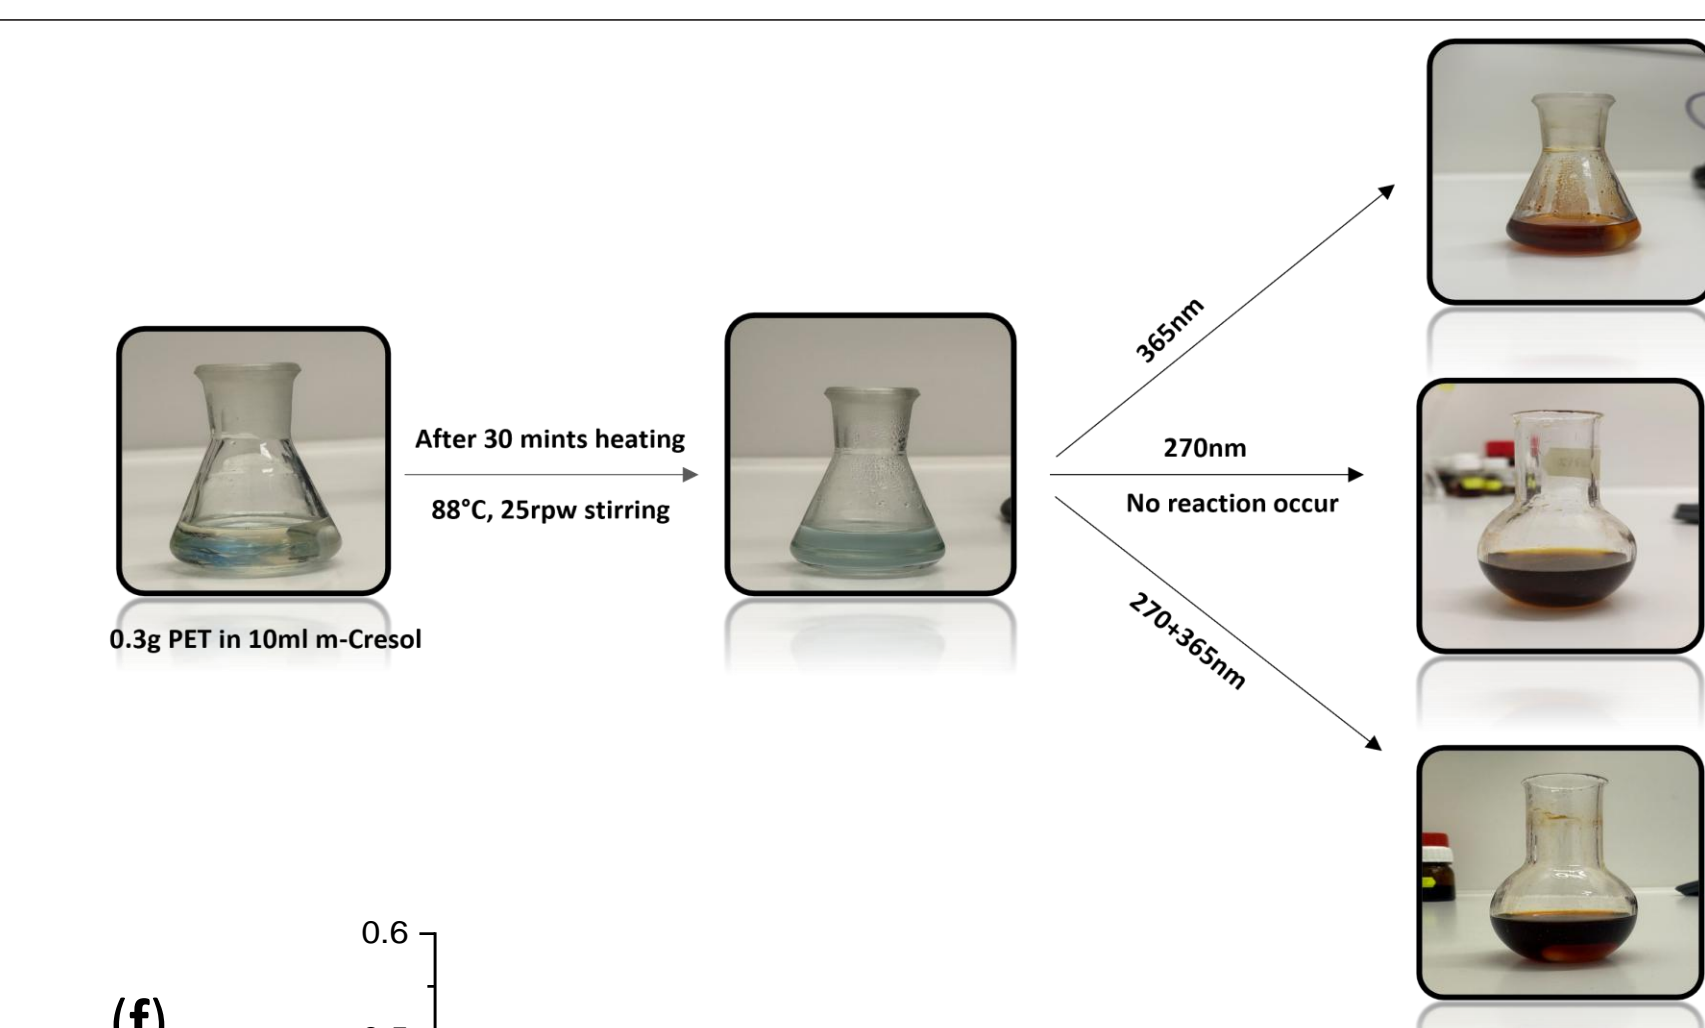 365nm
After 30 mints heating
88°C, 25rpw stirring
270nm
No reaction occur
270+365nm
0.3g PET in 10ml m-Cresol
0.6
(f)